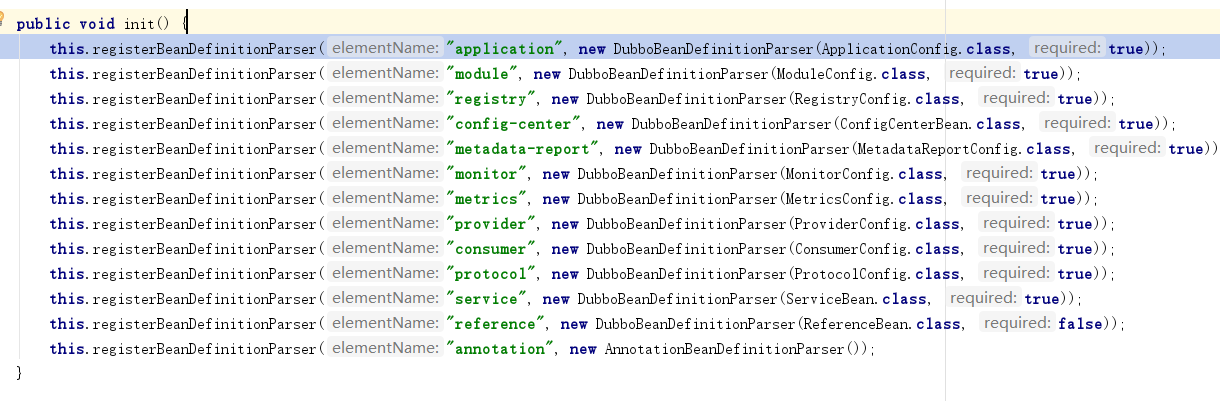 public void init() {
this.registerBeanDefinitionParser( elementName: "application", new DubboBeanDefinitionParser(ApplicationConfig.class, required: true));
this.registerBeanDefinitionParser( elementName: "module", new DubboBeanDefinitionParser(ModuleConfig.class, required: true));
this.registerBeanDefinitionParser( elementName: "registry", new DubboBeanDefinitionParser(RegistryConfig.class, required: true));
this.registerBeanDefinitionParser( elementName: "config-center", new DubboBeanDefinitionParser(ConfigCenterBean.class, required: true));
this.registerBeanDefinitionParser( elementName: "metadata-report", new DubboBeanDefinitionParser(MetadataReportConfig.class, required: true))
this.registerBeanDefinitionParser( elementName: "monitor", new DubboBeanDefinitionParser(MonitorConfig.class, required: true));
this.registerBeanDefinitionParser( elementName: "metrics", new DubboBeanDefinitionParser(MetricsConfig.class, required: true));
this.registerBeanDefinitionParser( elementName: "provider", new DubboBeanDefinitionParser(ProviderConfig.class, required: true));
this.registerBeanDefinitionParser( elementName: "consumer", new DubboBeanDefinitionParser(ConsumerConfig.class, required: true));
this.registerBeanDefinitionParser( elementName: "protocol", new DubboBeanDefinitionParser(ProtocolConfig.class, required: true));
this.registerBeanDefinitionParser( elementName: "service", new DubboBeanDefinitionParser(ServiceBean.class, required: true));
this.registerBeanDefinitionParser( elementName: "reference", new DubboBeanDefinitionParser(ReferenceBean.class, required: false));
this.registerBeanDefinitionParser( elementName: "annotation", new AnnotationBeanDefinitionParser());
}